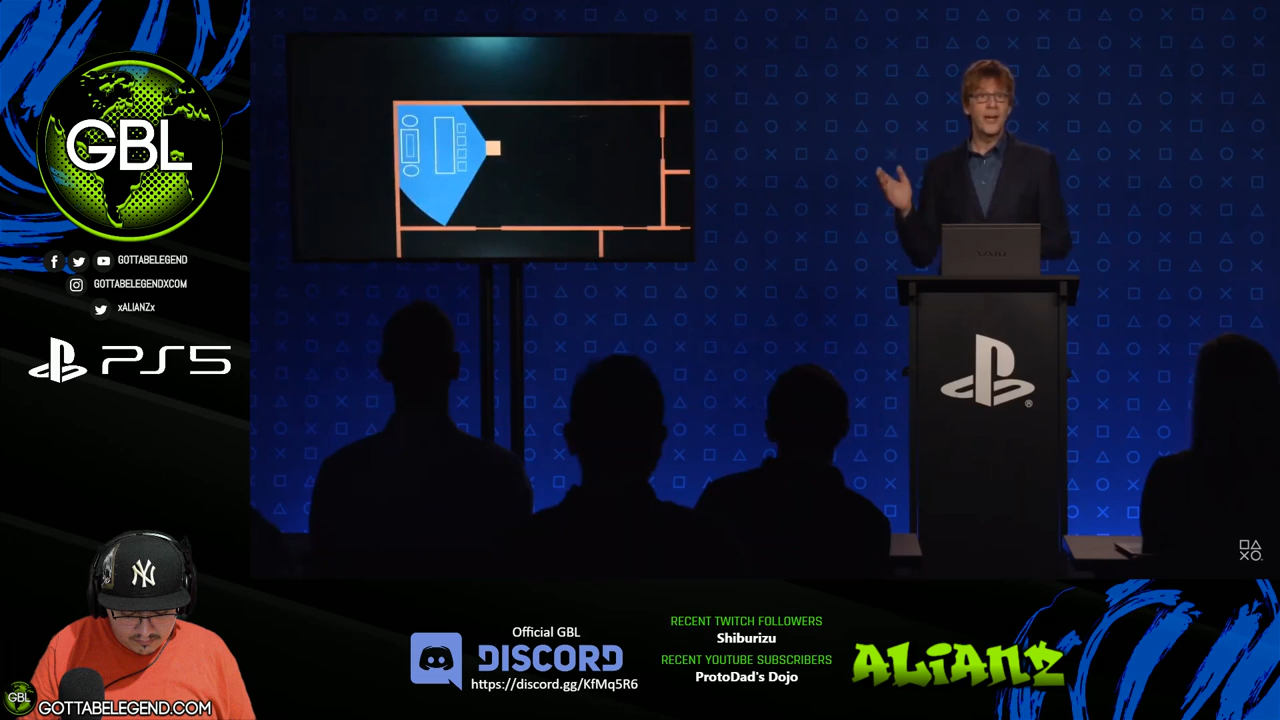 GBL
GOTTABELEGEND
GOTTABELEGENDXCOM
xALIANZx
PS5
VAIO
®
NY
Official GBL
DISCORD
https://discord.gg/KfMq5R6
RECENT TWITCH FOLLOWERS
Shiburizu
RECENT YOUTUBE SUBSCRIBERS
ProtoDad's Dojo
ALIANZ
GBL
GOTTABELEGEND.COM